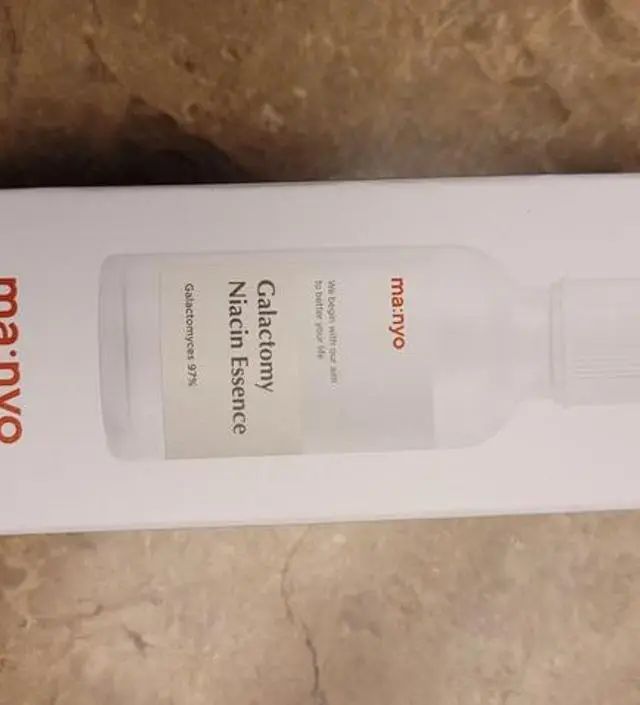 ma:nyo
We begin with our aim
to better your life
Galactomy
Niacin Essence
Galactomyces 97%
ma:nyo